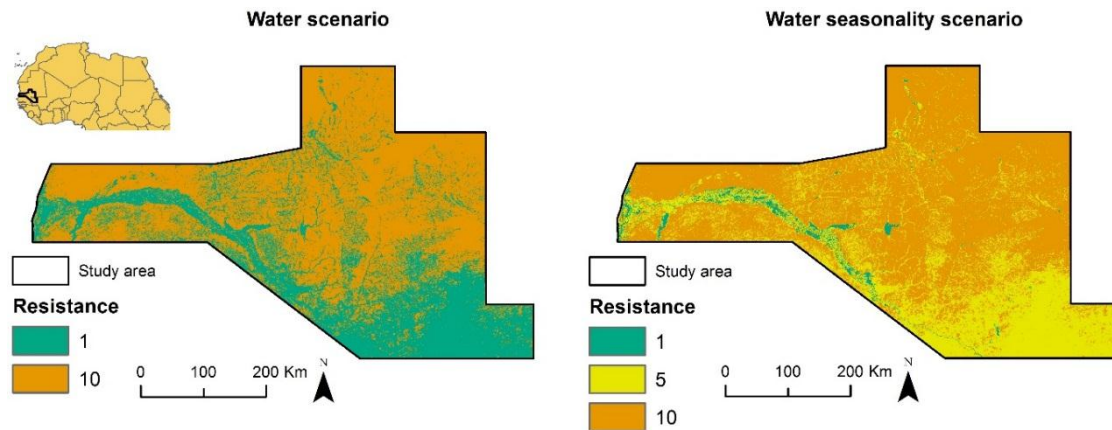 Water scenario
Study area
Resistance
1
10
0 100 200 Km
N
Water seasonality scenario
Study area
Resistance
1
5
10
0 100 200 Km
N